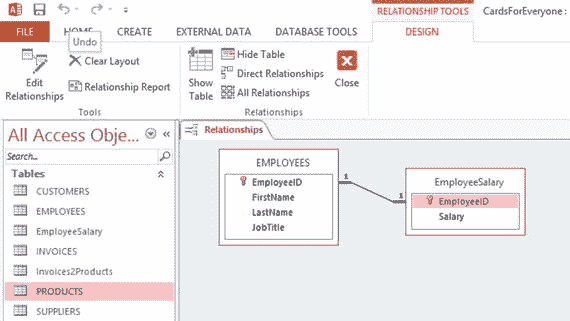 RELATIONSHIP TOOLS
CardsForEveryone :
FILE HOME CREATE EXTERNAL DATA DATABASE TOOLS DESIGN
Undo
Edit Relationships
Clear Layout
Relationship Report
Tools
Show Table
Hide Table
Direct Relationships
All Relationships
Close
Relationships
All Access Obje...
Search...
Tables
CUSTOMERS
EMPLOYEES
EmployeeSalary
INVOICES
Invoices2Products
PRODUCTS
SUPPLIERS
Relationships
EMPLOYEES
EmployeeID
FirstName
LastName
JobTitle
1
1
EmployeeSalary
EmployeeID
Salary